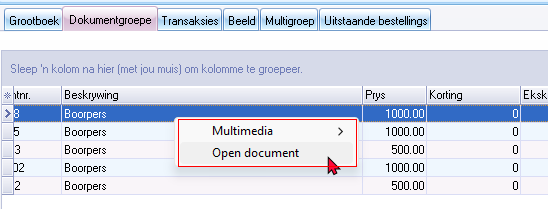 Grootboek Dokumentgroepe Transaksies Beeld Multigroep Uitstaande bestellings
Sleep 'n kolom na hier (met jou muis) om kolomme te groepeer.
ntnr. Beskrywing Prys Korting Eksk
8 Boorpers 1000.00 0
5 Boorpers 1000.00 0
3 Boorpers 500.00 0
02 Boorpers 1000.00 0
2 Boorpers 500.00 0
Multimedia
Open document